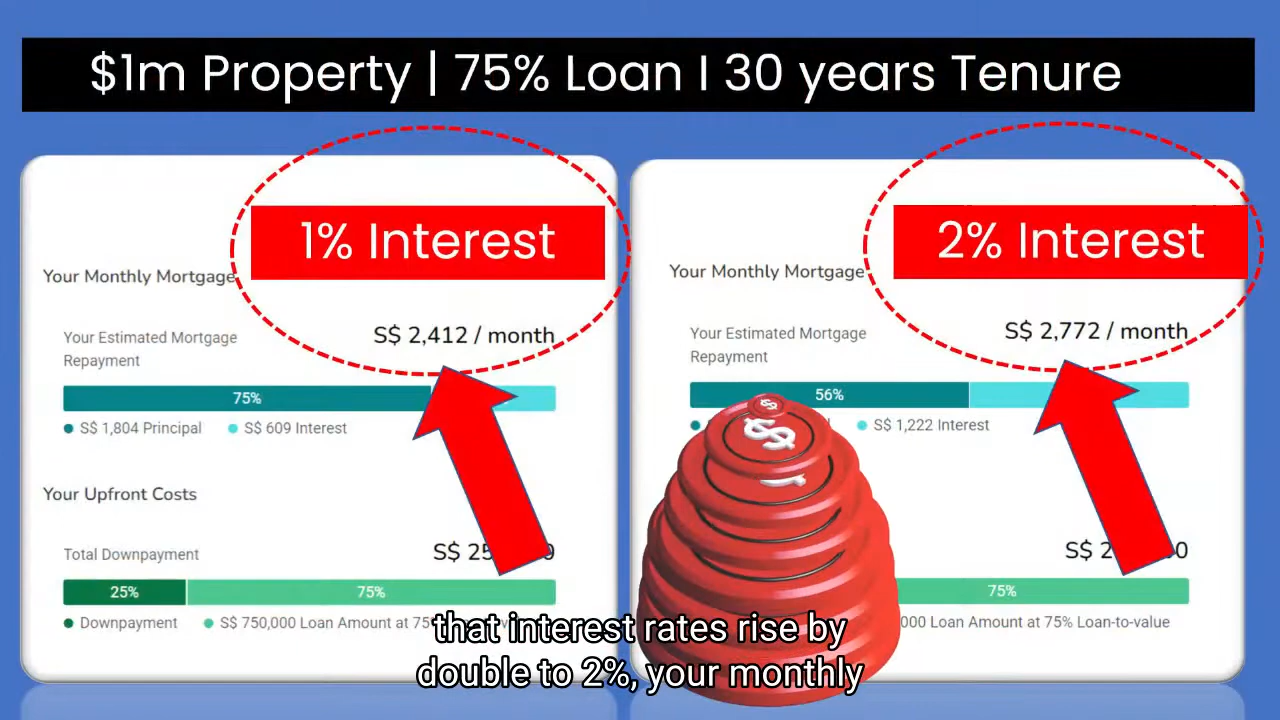 $1m Property | 75% Loan I 30 years Tenure
1% Interest
Your Monthly Mortgage
Your Estimated Mortgage
Repayment
S$ 2,412 / month
75%
S$ 1,804 Principal
S$ 609 Interest
Your Upfront Costs
Total Downpayment
S$ 25
25%
75%
Downpayment
S$ 750,000 Loan Amount at 75%
2% Interest
Your Monthly Mortgage
Your Estimated Mortgage
Repayment
S$ 2,772 / month
56%
S$ 1,222 Interest
S$ 2
0
75%
000 Loan Amount at 75% Loan-to-value
$
$
that interest rates rise by
double to 2%, your monthly